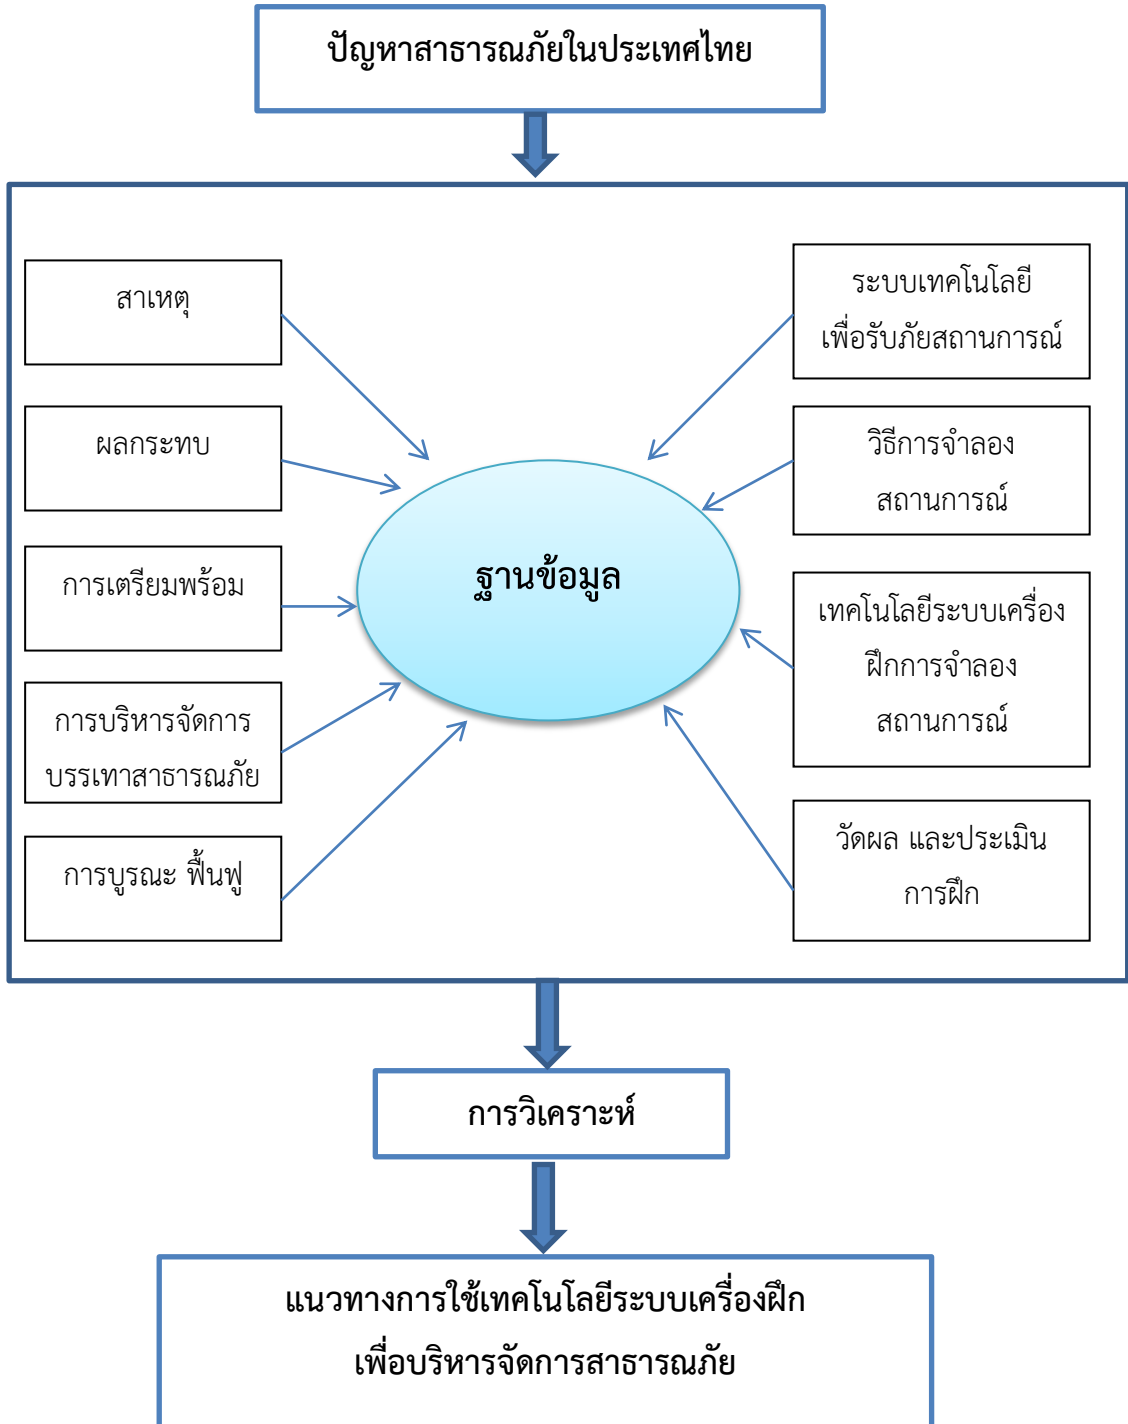 ปัญหาสาธารณภัยในประเทศไทย
สาเหตุ
ผลกระทบ
การเตรียมพร้อม
การบริหารจัดการ
บรรเทาสาธารณภัย
การบูรณะ ฟื้นฟู
ฐานข้อมูล
ระบบเทคโนโลยี
เพื่อรับภัยสถานการณ์
วิธีการจำลอง
สถานการณ์
เทคโนโลยีระบบเครื่อง
ฝึกการจำลอง
สถานการณ์
วัดผล และประเมิน
การฝึก
การวิเคราะห์
แนวทางการใช้เทคโนโลยีระบบเครื่องฝึก
เพื่อบริหารจัดการสาธารณภัย